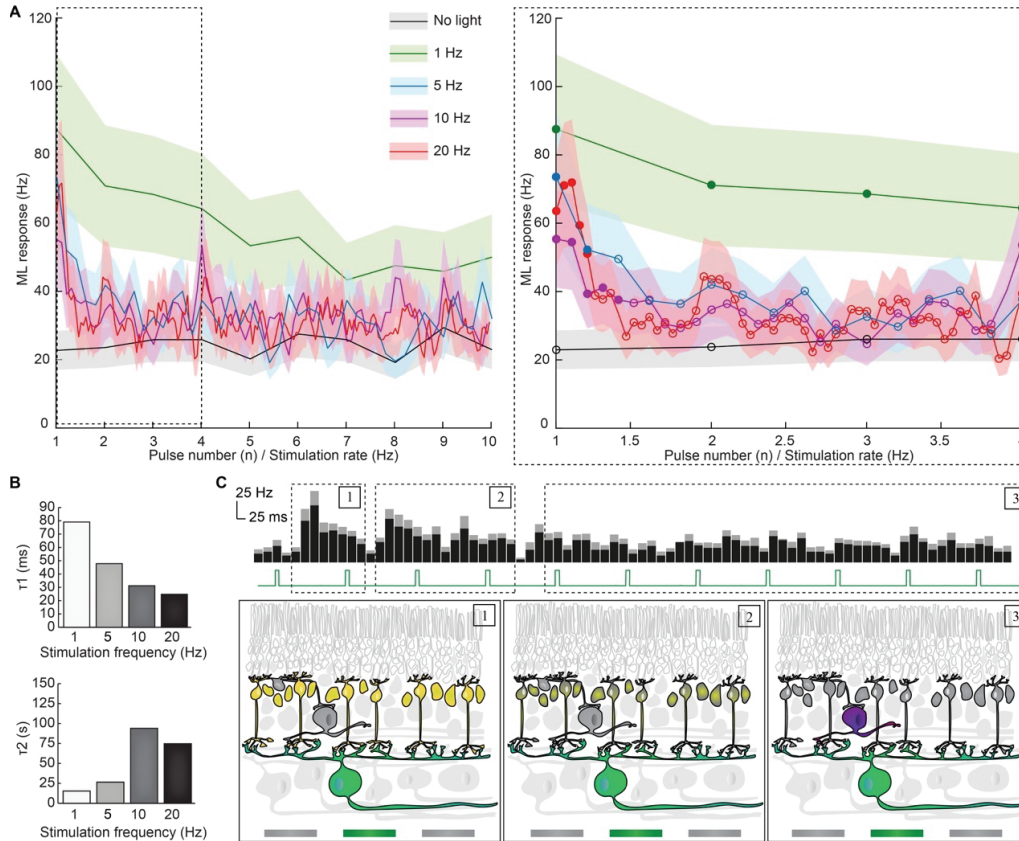 A
120
100
80
60
40
20
0
ML response (Hz)
1 2 3 4 5 6 7 8 9 10
Pulse number (n) / Stimulation rate (Hz)
No light
1 Hz
5 Hz
10 Hz
20 Hz
120
100
80
60
40
20
0
ML response (Hz)
1 1.5 2 2.5 3 3.5
Pulse number (n) / Stimulation rate (Hz)
B
90
80
70
60
50
40
30
20
10
0
τ1 (ms)
1 5 10 20
Stimulation frequency (Hz)
150
125
100
75
50
25
0
τ2 (s)
1 5 10 20
Stimulation frequency (Hz)
C
25 Hz
25 ms
1
2
3
1
2
3